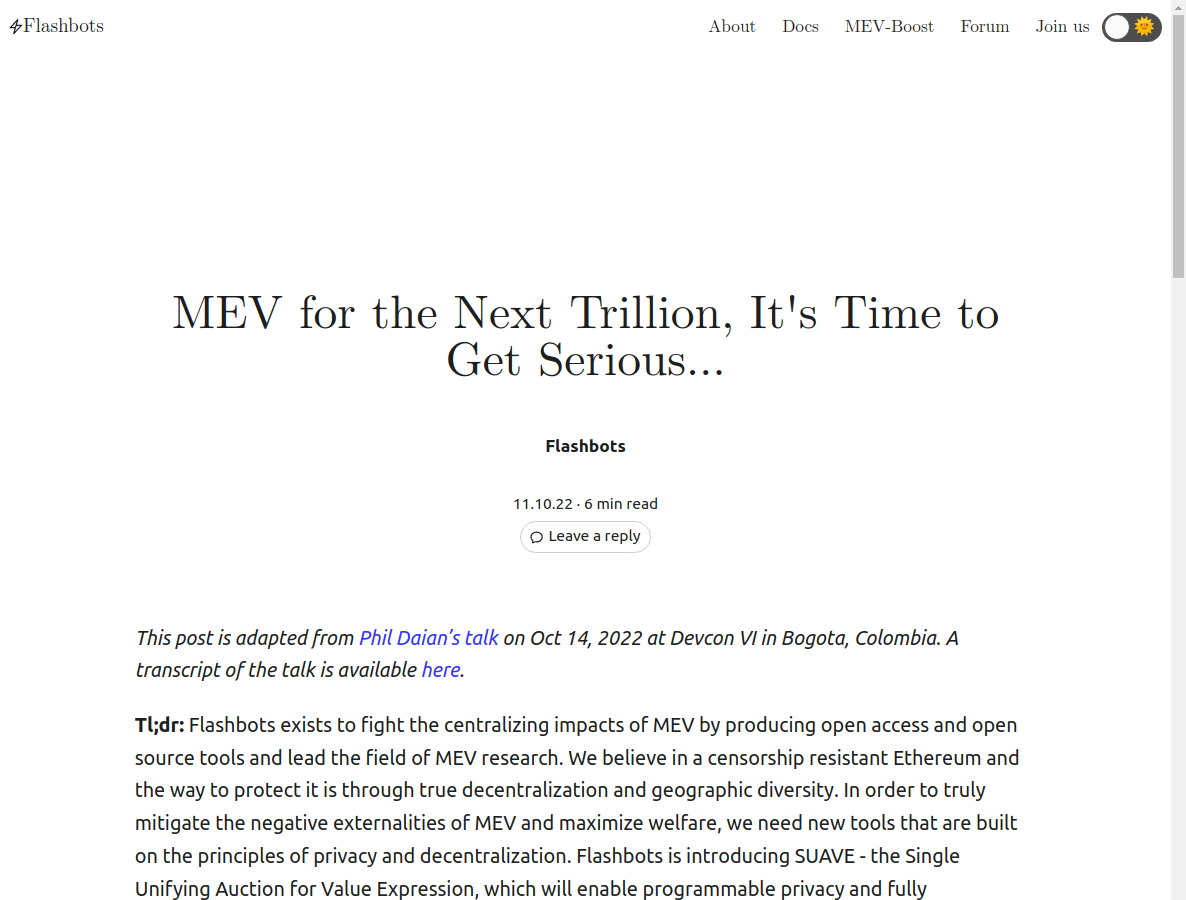 Flashbots
About Docs MEV-Boost Forum Join us
MEV for the Next Trillion, It's Time to
Get Serious...
Flashbots
11.10.22 · 6 min read
Leave a reply
This post is adapted from Phil Daian’s talk on Oct 14, 2022 at Devcon VI in Bogota, Colombia. A
transcript of the talk is available here.
Tl;dr: Flashbots exists to fight the centralizing impacts of MEV by producing open access and open
source tools and lead the field of MEV research. We believe in a censorship resistant Ethereum and
the way to protect it is through true decentralization and geographic diversity. In order to truly
mitigate the negative externalities of MEV and maximize welfare, we need new tools that are built
on the principles of privacy and decentralization. Flashbots is introducing SUAVE - the Single
Unifying Auction for Value Expression, which will enable programmable privacy and fully